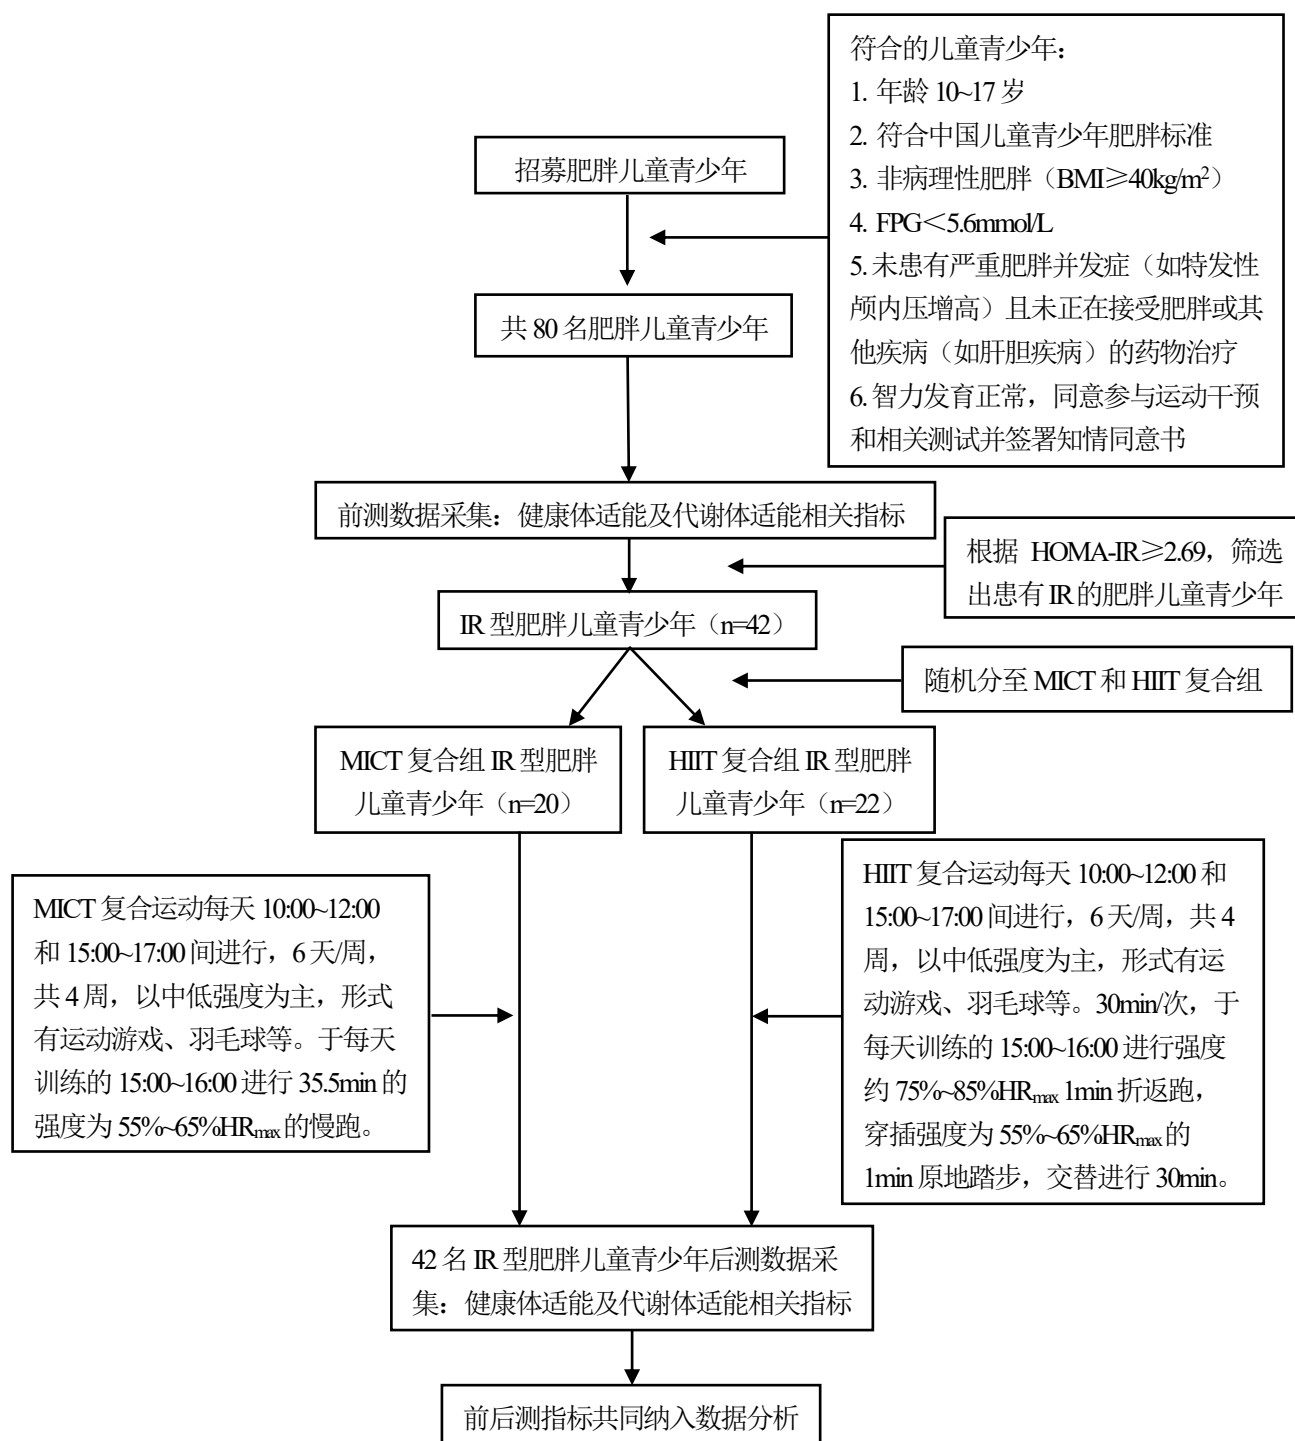 符合的儿童青少年：
1. 年龄 10~17 岁
2. 符合中国儿童青少年肥胖标准
3. 非病理性肥胖（BMI≥40kg/m²）
4. FPG＜5.6mmol/L
5. 未患有严重肥胖并发症（如特发性
颅内压增高）且未正在接受肥胖或其
他疾病（如肝胆疾病）的药物治疗
6. 智力发育正常，同意参与运动干预
和相关测试并签署知情同意书
招募肥胖儿童青少年
共 80 名肥胖儿童青少年
前测数据采集：健康体适能及代谢体适能相关指标
根据 HOMA-IR≥2.69，筛选
出患有 IR 的肥胖儿童青少年
IR 型肥胖儿童青少年（n=42）
随机分至 MICT 和 HIIT 复合组
MICT 复合组 IR 型肥胖
儿童青少年（n=20）
HIIT 复合组 IR 型肥胖
儿童青少年（n=22）
MICT 复合运动每天 10:00~12:00
和 15:00~17:00 间进行，6 天/周，
共 4 周，以中低强度为主，形式
有运动游戏、羽毛球等。于每天
训练的 15:00~16:00 进行 35.5min 的
强度为 55%~65%HRmax 的慢跑。
HIIT 复合运动每天 10:00~12:00 和
15:00~17:00 间进行，6 天/周，共 4
周，以中低强度为主，形式有运
动游戏、羽毛球等。30min/次，于
每天训练的 15:00~16:00 进行强度
约 75%~85%HRmax 1min 折返跑，
穿插强度为 55%~65%HRmax 的
1min 原地踏步，交替进行 30min。
42 名 IR 型肥胖儿童青少年后测数据采
集：健康体适能及代谢体适能相关指标
前后测指标共同纳入数据分析